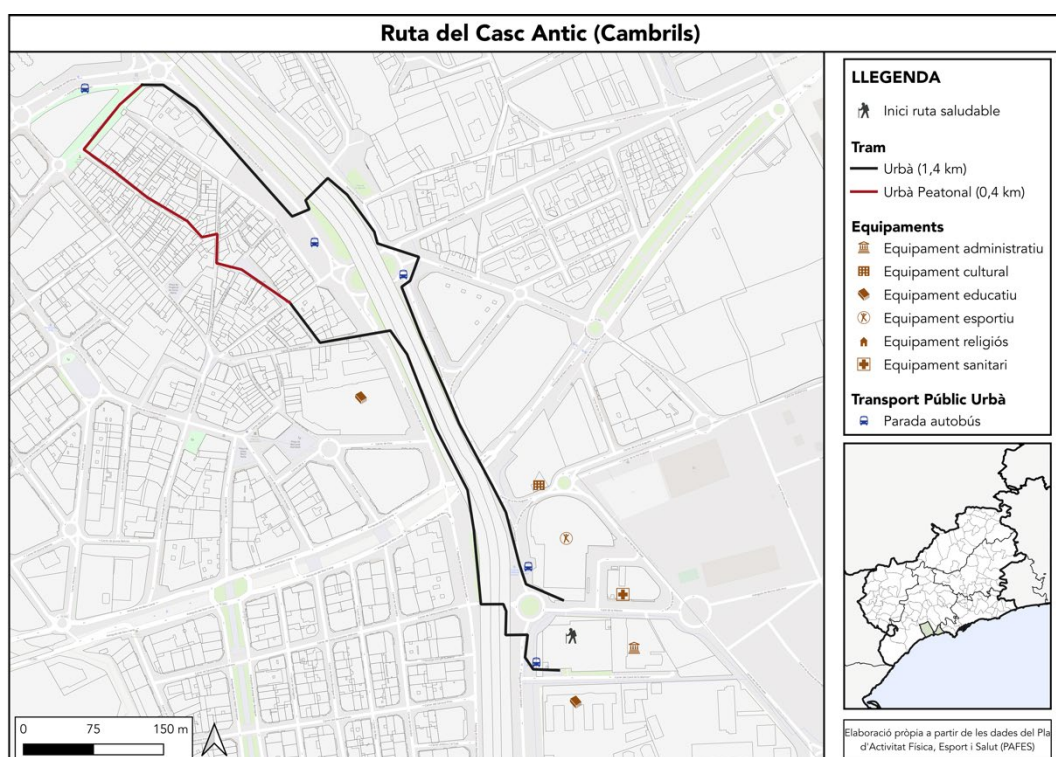 Ruta del Casc Antic (Cambrils)
LLEGENDA
Inici ruta saludable
Tram
Urbà (1,4 km)
Urbà Peatonal (0,4 km)
Equipaments
Equipament administratiu
Equipament cultural
Equipament educatiu
Equipament esportiu
Equipament religiós
Equipament sanitari
Transport Públic Urbà
Parada autobús
0 75 150 m
Elaboració pròpia a partir de les dades del Pla
d'Activitat Física, Esport i Salut (PAFES)